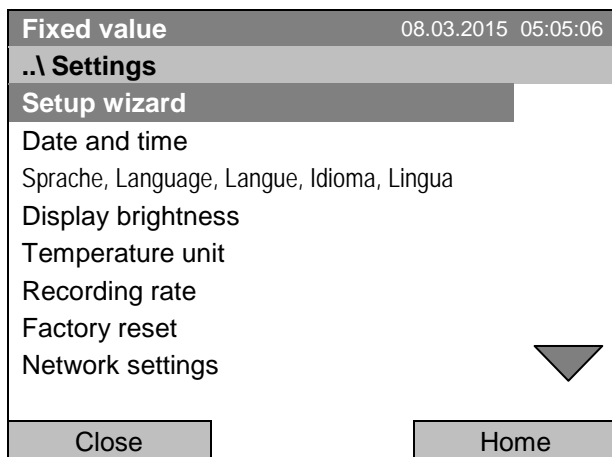 Fixed value 08.03.2015 05:05:06
..\ Settings
Setup wizard
Date and time
Sprache, Language, Langue, Idioma, Lingua
Display brightness
Temperature unit
Recording rate
Factory reset
Network settings
Close Home